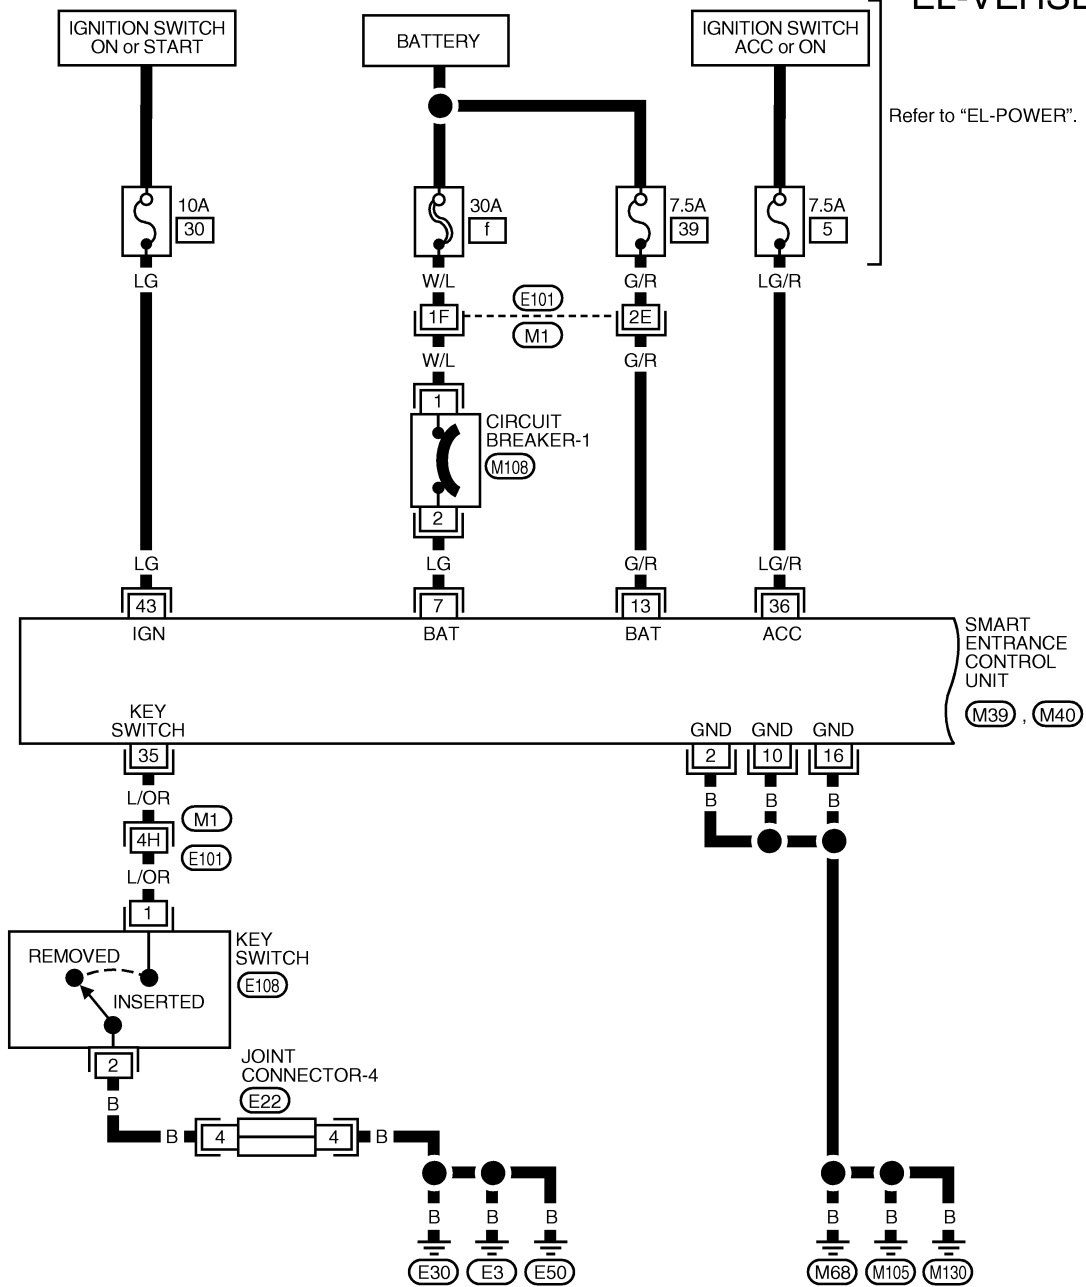 IGNITION SWITCH
ON or START
BATTERY
IGNITION SWITCH
ACC or ON
Refer to “EL-POWER”.
10A
30
30A
f
7.5A
39
7.5A
5
LG
W/L
G/R
LG/R
1F
E101
M1
2E
W/L
G/R
1
CIRCUIT
BREAKER-1
M108
2
LG
LG
G/R
LG/R
43
7
13
36
IGN
BAT
BAT
ACC
SMART
ENTRANCE
CONTROL
UNIT
M39 , M40
KEY
SWITCH
GND
GND
GND
35
2
10
16
L/OR
B
B
B
M1
4H
E101
L/OR
1
KEY
SWITCH
E108
REMOVED
INSERTED
2
JOINT
CONNECTOR-4
E22
B
B
4
4
B
B
B
B
B
B
B
E30
E3
E50
M68
M105
M130